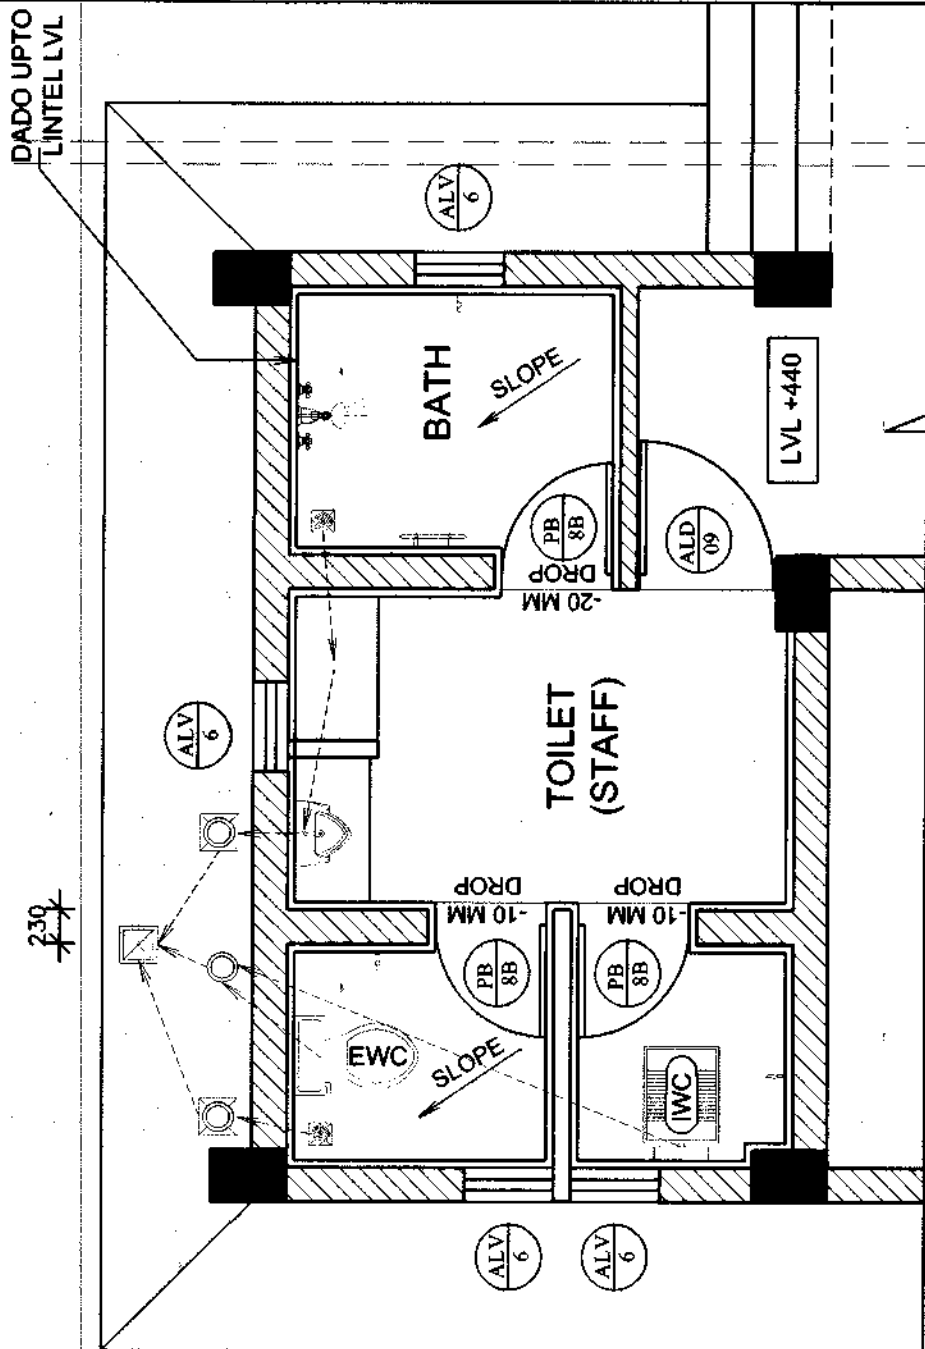 DADO UPTO
LINTEL LVL
ALV
6
BATH
SLOPE
LVL +440
PB
8B
ALD
09
-20 MM
DROP
ALV
6
TOILET
(STAFF)
230
-10 MM
DROP
-10 MM
DROP
PB
8B
PB
8B
EWC
SLOPE
IWC
ALV
6
ALV
6